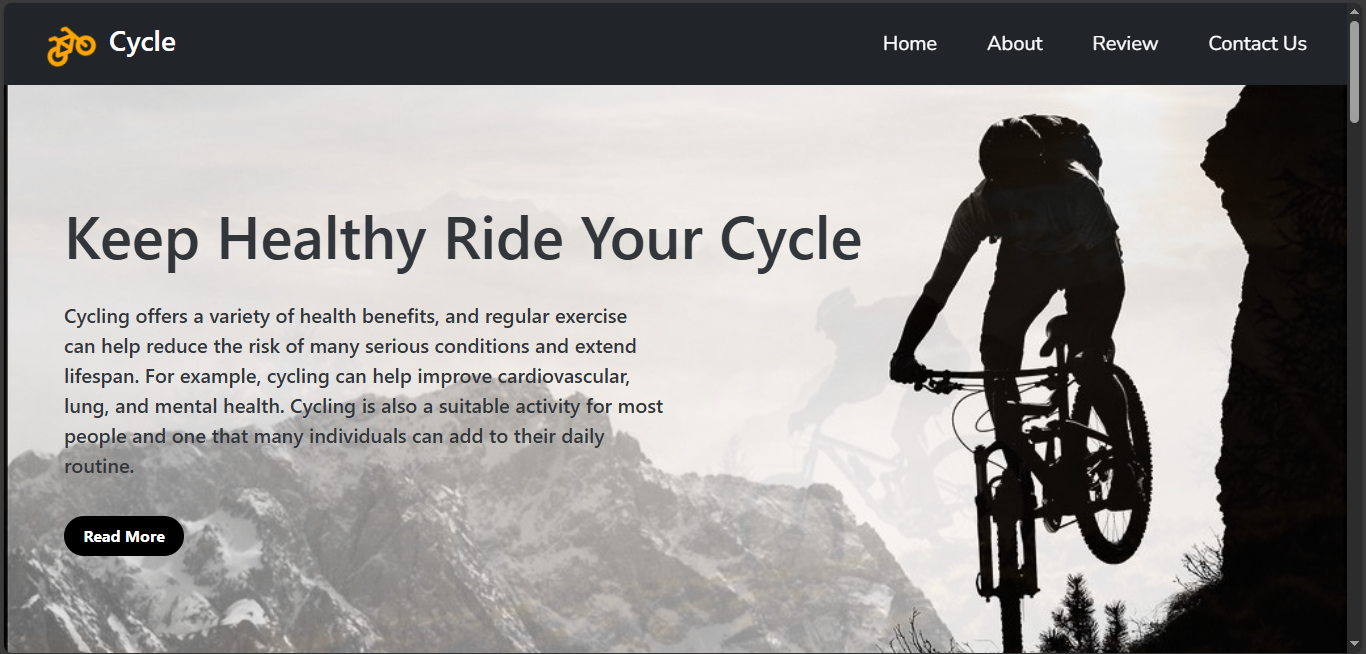 Cycle
Home
About
Review
Contact Us
Keep Healthy Ride Your Cycle
Cycling offers a variety of health benefits, and regular exercise
can help reduce the risk of many serious conditions and extend
lifespan. For example, cycling can help improve cardiovascular,
lung, and mental health. Cycling is also a suitable activity for most
people and one that many individuals can add to their daily
routine.
Read More